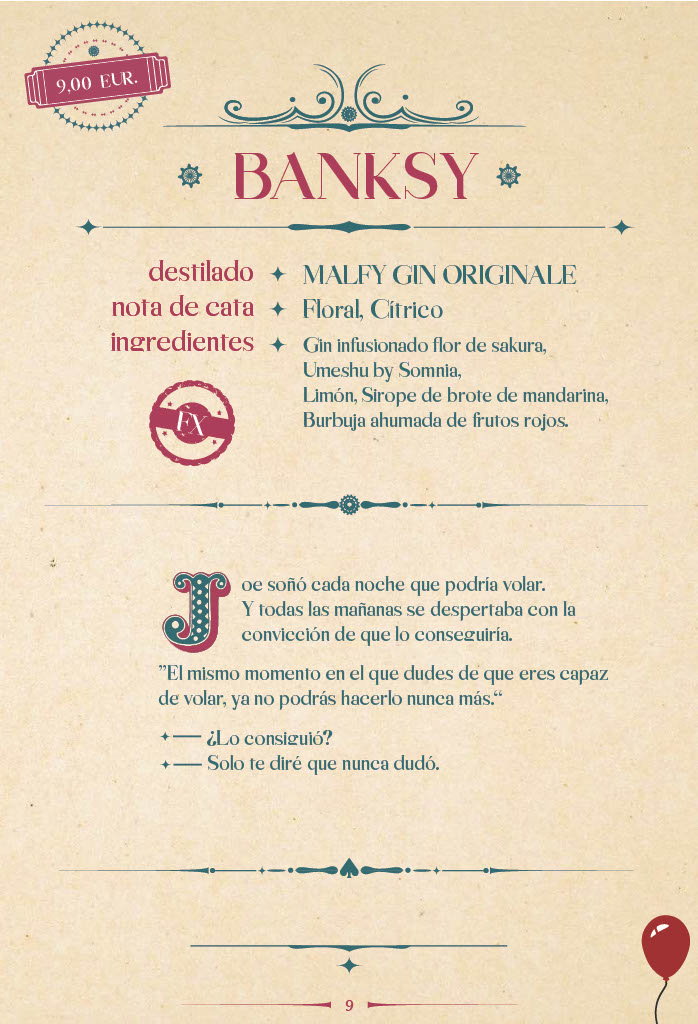 9,00 EUR.
BANKSY
destilado ✦ MALFY GIN ORIGINALE
nota de cata ✦ Floral, Cítrico
ingredientes ✦ Gin infusionado flor de sakura,
Umeshu by Somnia,
Limón, Sirope de brote de mandarina,
Burbuja ahumada de frutos rojos.
FX
Joe soñó cada noche que podría volar.
Y todas las mañanas se despertaba con la
convicción de que lo conseguiría.
”El mismo momento en el que dudes de que eres capaz
de volar, ya no podrás hacerlo nunca más.“
¿Lo consiguió?
Solo te diré que nunca dudó.
9